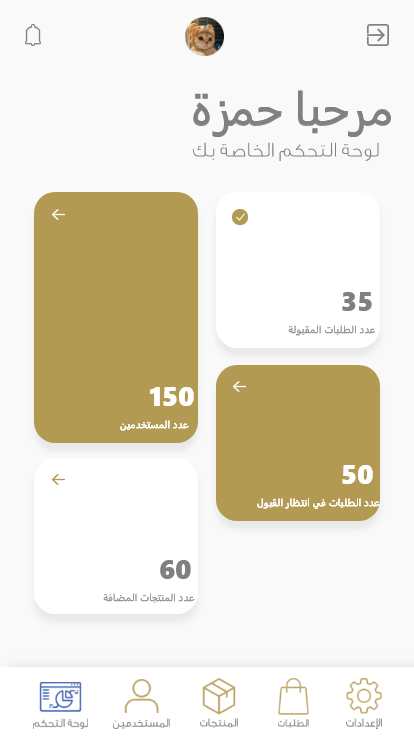 مرحبا حمزة
لوحة التحكم الخاصة بك
35
عدد الطلبات المقبولة
150
عدد المستخدمين
50
عدد الطلبات في انتظار القبول
60
عدد المنتجات المضافة
الإعدادات
الطلبات
المنتجات
المستخدمين
لوحة التحكم